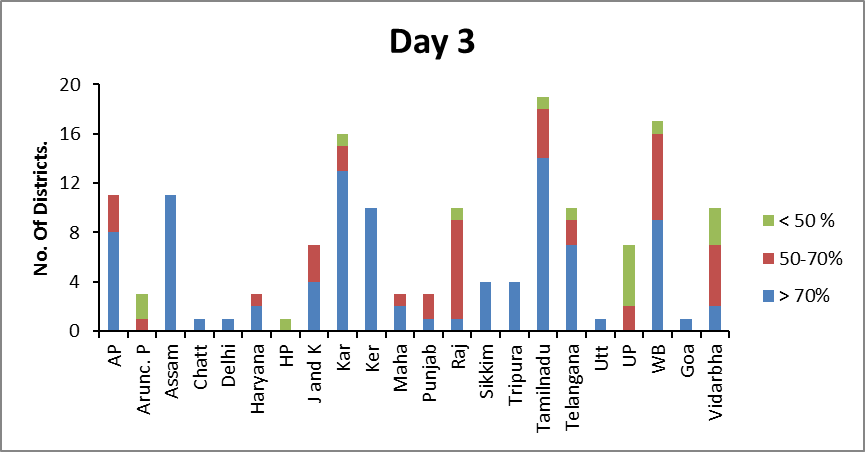 Day 3
No. Of Districts.
20
16
12
8
4
0
AP
Arunc. P
Assam
Chatt
Delhi
Haryana
HP
J and K
Kar
Ker
Maha
Punjab
Raj
Sikkim
Tripura
Tamilnadu
Telangana
Utt
UP
WB
Goa
Vidarbha
< 50 %
50-70%
> 70%